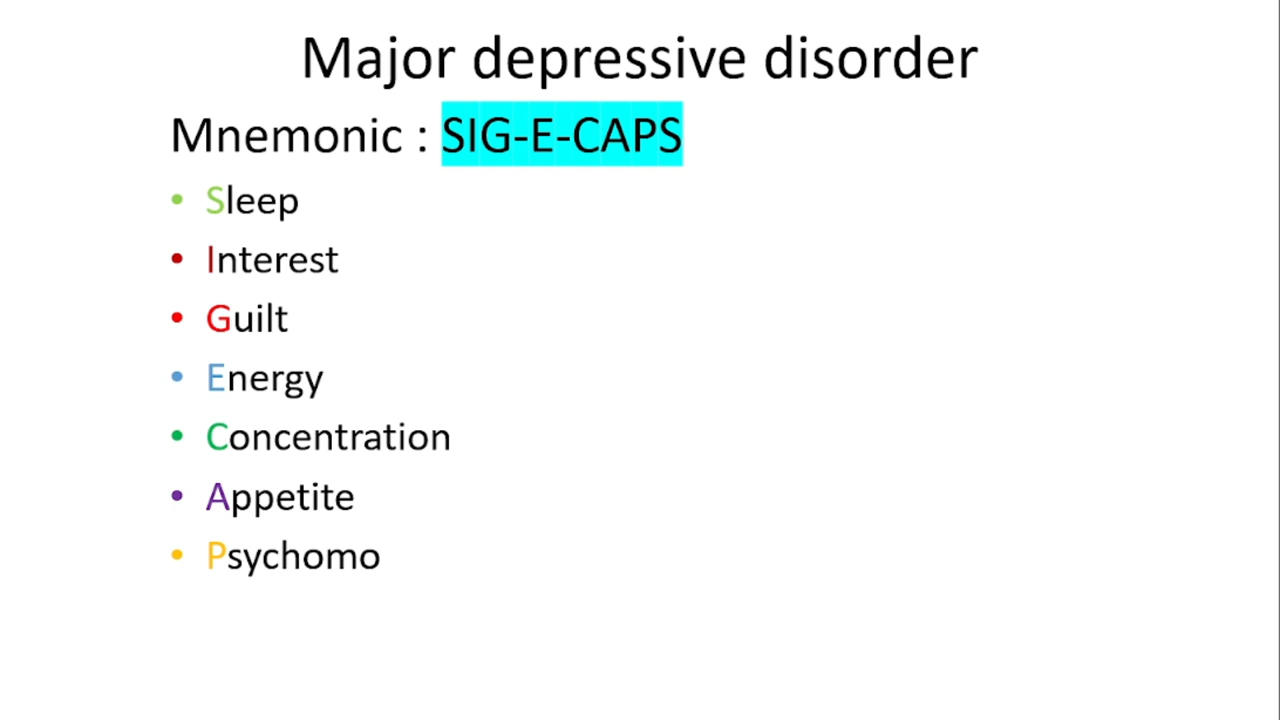 Major depressive disorder
Mnemonic : SIG-E-CAPS
• Sleep
• Interest
• Guilt
• Energy
• Concentration
• Appetite
• Psychomo